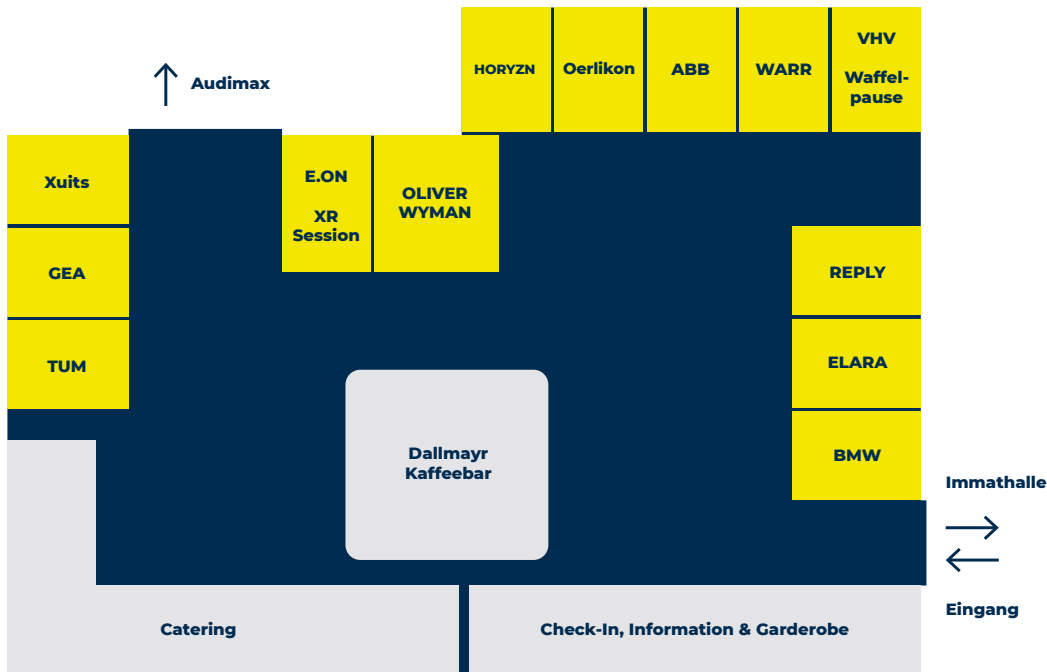 HORYZN
Oerlikon
ABB
WARR
VHV
Waffel-
pause
Audimax
Xuits
GEA
TUM
E.ON
XR
Session
OLIVER
WYMAN
REPLY
ELARA
BMW
Dallmayr
Kaffeebar
Immathalle
Eingang
Catering
Check-In, Information & Garderobe